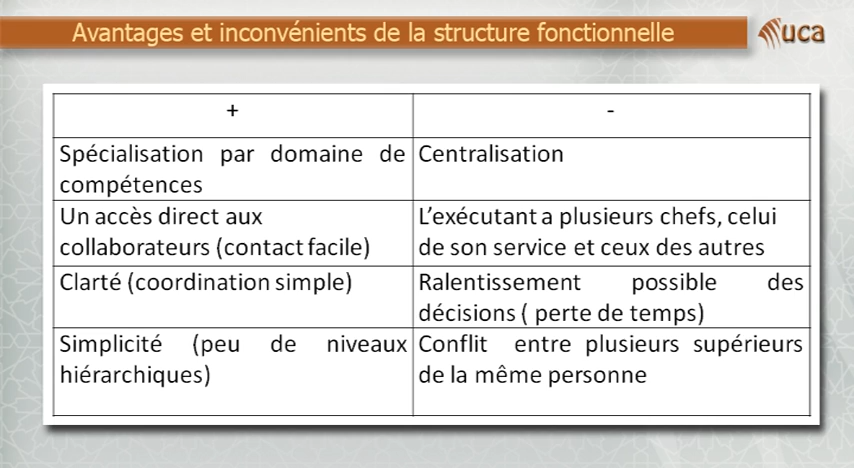 Avantages et inconvénients de la structure fonctionnelle
uca
+
-
Spécialisation par domaine de
compétences
Centralisation
Un accès direct aux
collaborateurs (contact facile)
L'exécutant a plusieurs chefs, celui
de son service et ceux des autres
Clarté (coordination simple)
Ralentissement possible des
décisions ( perte de temps)
Simplicité (peu de niveaux
hiérarchiques)
Conflit entre plusieurs supérieurs
de la même personne